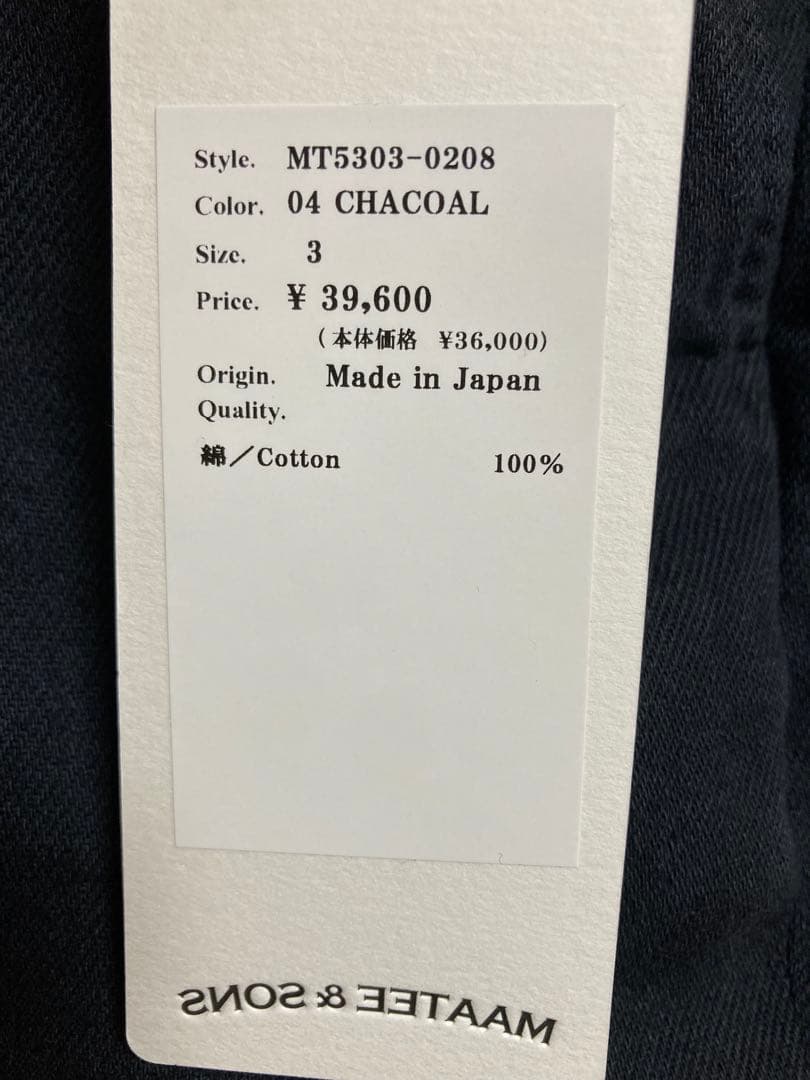 Style. MT5303-0208
Color. 04 CHACOAL
Size. 3
Price. ¥ 39,600
(本体価格 ¥36,000)
Origin. Made in Japan
Quality.
綿/Cotton 100%
MAATEE & SONS